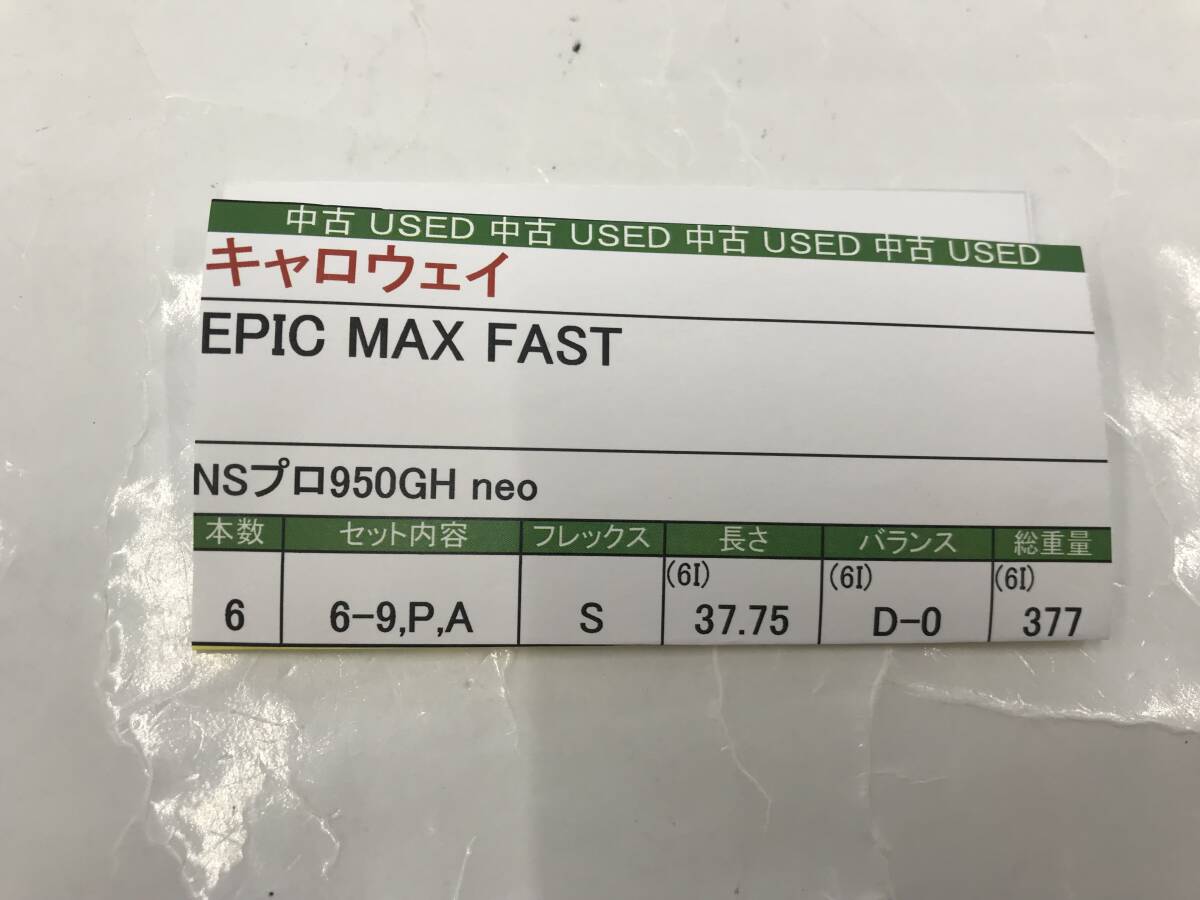 中古 USED 中古 USED 中古 USED 中古 USED
キャロウェイ
EPIC MAX FAST
NSプロ950GH neo
本数 セット内容 フレックス 長さ バランス 総重量
(6I) (6I) (6I)
6 6-9,P,A S 37.75 D-0 377